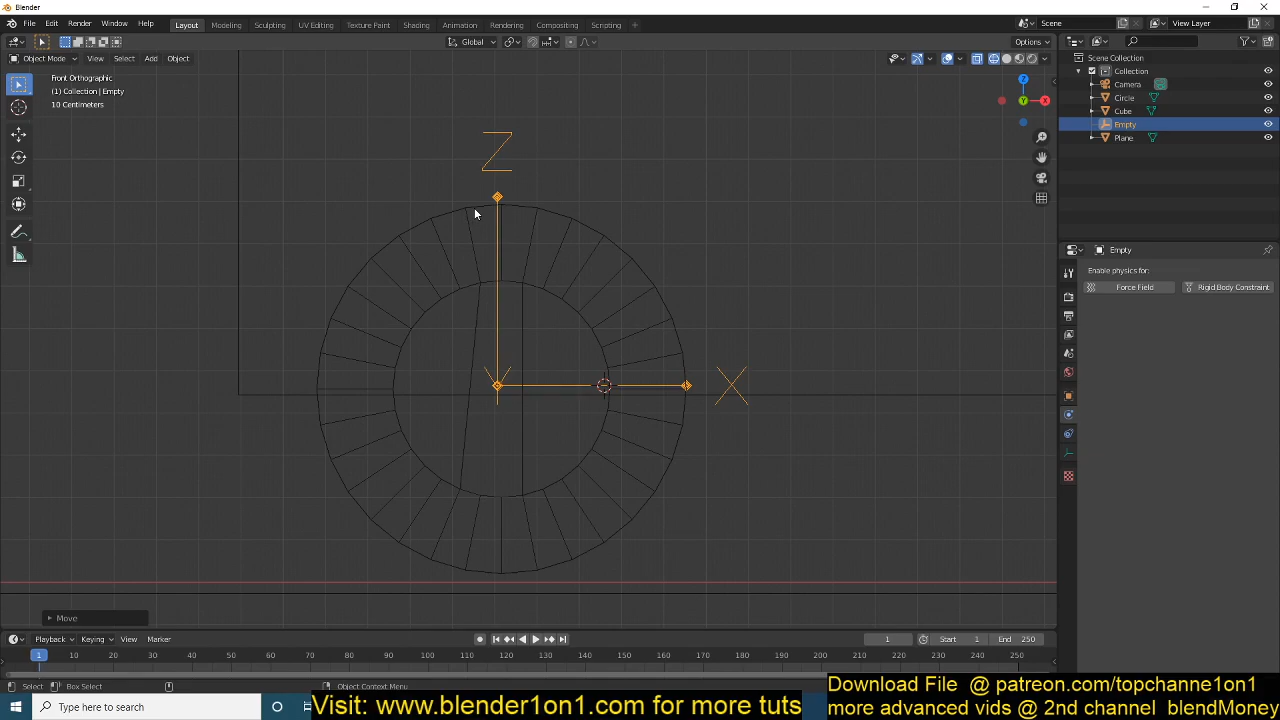 Blender
File Edit Render Window Help Layout Modeling Sculpting UV Editing Texture Paint Shading Animation Rendering Compositing Scripting Scene View Layer
Global Options
Object Mode View Select Add Object
Front Orthographic
(1) Collection | Empty
10 Centimeters
Scene Collection
Collection
Camera
Circle
Cube
Empty
Plane
Z
X
Y
Z
X
Y
Empty
Enable physics for:
Force Field Rigid Body Constraint
Move
Playback Keying View Marker 1 Start 1 End 250
1 10 20 30 40 50 60 70 80 90 100 110 120 130 140 150 160 170 180 190 200 210 220 230 240 250
Select Box Select Object Context Menu
Type here to search
Visit: www.blender1on1.com for more tuts
Download File @ patreon.com/topchanne1on1
more advanced vids @ 2nd channel blendMoney